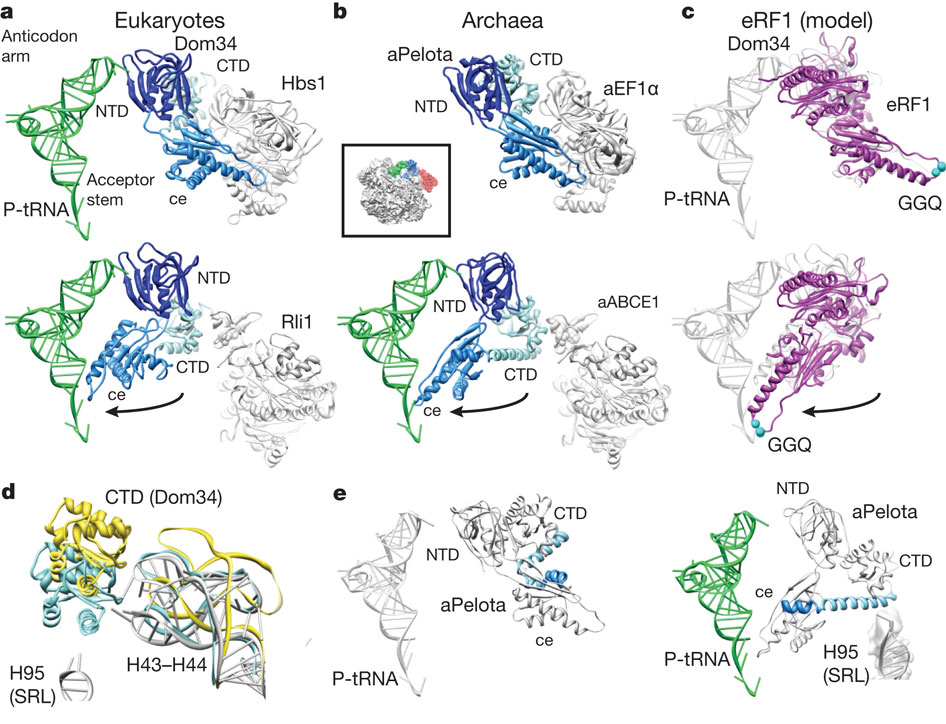 a
Eukaryotes
Anticodon
arm
Dom34
CTD
Hbs1
NTD
Acceptor
stem
ce
P-tRNA
NTD
Rli1
CTD
ce
b
Archaea
aPelota
CTD
aEF1α
NTD
ce
NTD
aABCE1
CTD
ce
c
eRF1 (model)
Dom34
eRF1
GGQ
P-tRNA
GGQ
d
CTD (Dom34)
H43–H44
H95
(SRL)
e
CTD
NTD
aPelota
ce
P-tRNA
NTD
aPelota
CTD
ce
P-tRNA
H95
(SRL)